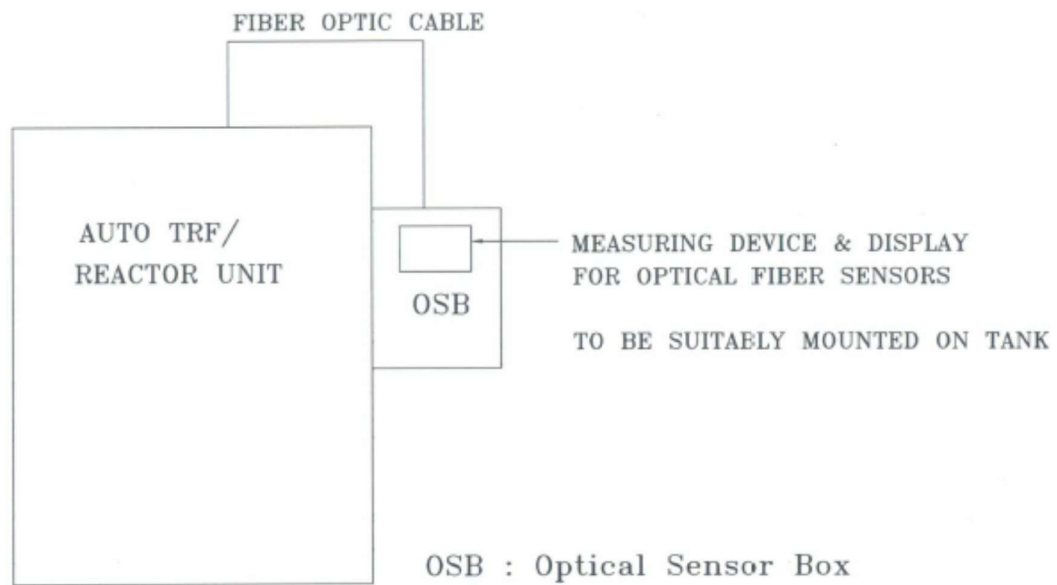 FIBER OPTIC CABLE
AUTO TRF/
REACTOR UNIT
OSB
MEASURING DEVICE & DISPLAY
FOR OPTICAL FIBER SENSORS
TO BE SUITABLY MOUNTED ON TANK
OSB : Optical Sensor Box